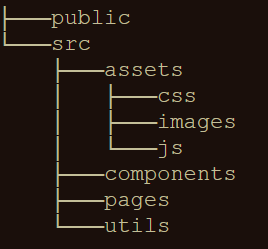 ├───public
└───src
    ├───assets
    │   ├───css
    │   ├───images
    │   └───js
    ├───components
    ├───pages
    └───utils